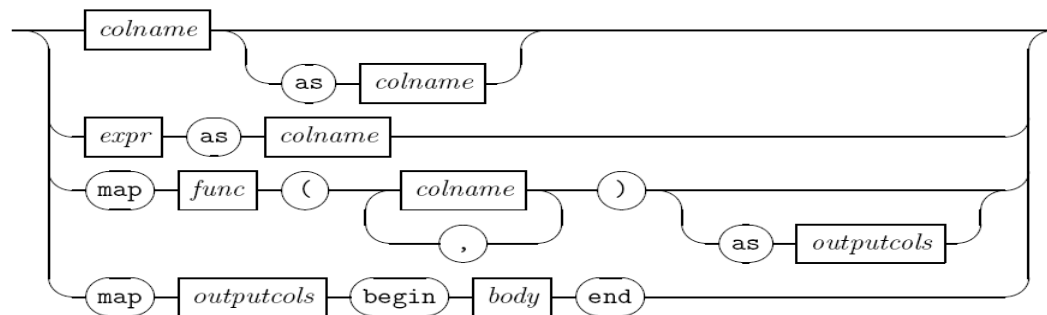 colname
as colname
expr as colname
map func ( colname )
,
as outputcols
map outputcols begin body end